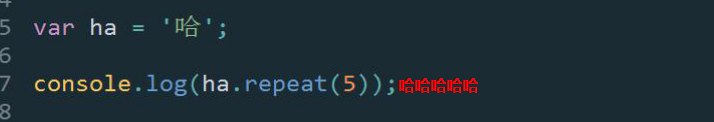 5 var ha = '哈';
6
7 console.log(ha.repeat(5));哈哈哈哈哈
8